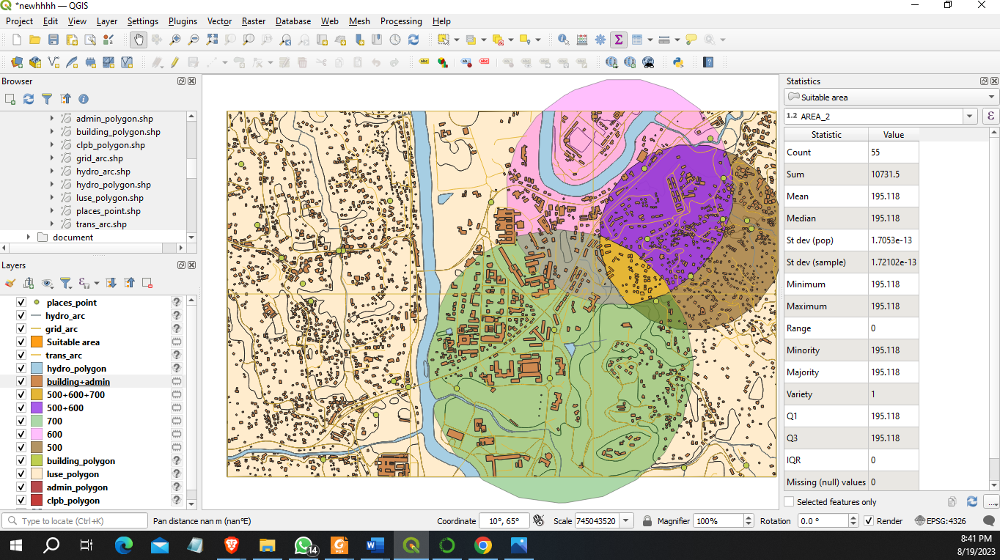 *newhhhh — QGIS
Project Edit View Layer Settings Plugins Vector Raster Database Web Mesh Processing Help
Browser
admin_polygon.shp
building_polygon.shp
clpb_polygon.shp
grid_arc.shp
hydro_arc.shp
hydro_polygon.shp
luse_polygon.shp
places_point.shp
trans_arc.shp
document
Layers
places_point
hydro_arc
grid_arc
Suitable area
trans_arc
hydro_polygon
building+admin
500+600+700
500+600
700
600
500
building_polygon
luse_polygon
admin_polygon
clpb_polygon
Statistics
Suitable area
1.2 AREA_2
Statistic Value
Count 55
Sum 10731.5
Mean 195.118
Median 195.118
St dev (pop) 1.7053e-13
St dev (sample) 1.72102e-13
Minimum 195.118
Maximum 195.118
Range 0
Minority 195.118
Majority 195.118
Variety 1
Q1 195.118
Q3 195.118
IQR 0
Missing (null) values 0
Selected features only
Type to locate (Ctrl+K) Pan distance nan m (nan°E) Coordinate 10°, 65° Scale 745043520 Magnifier 100% Rotation 0.0 ° Render EPSG:4326
14
8:41 PM
8/19/2023